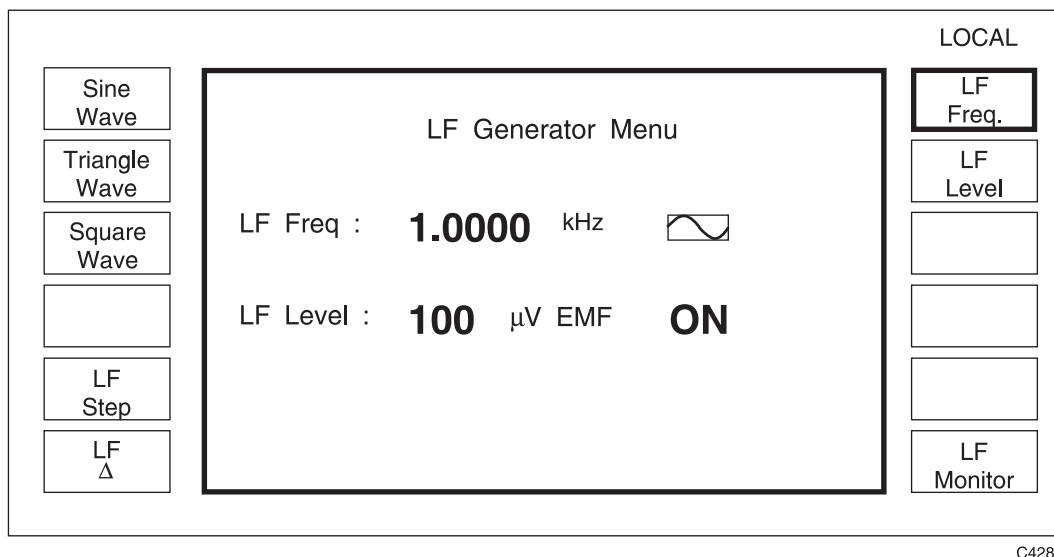 LOCAL
Sine
Wave
Triangle
Wave
Square
Wave
LF
Step
LF
Δ
LF Generator Menu
LF Freq : 1.0000 kHz
LF Level : 100 μV EMF ON
LF
Freq.
LF
Level
LF
Monitor
C428